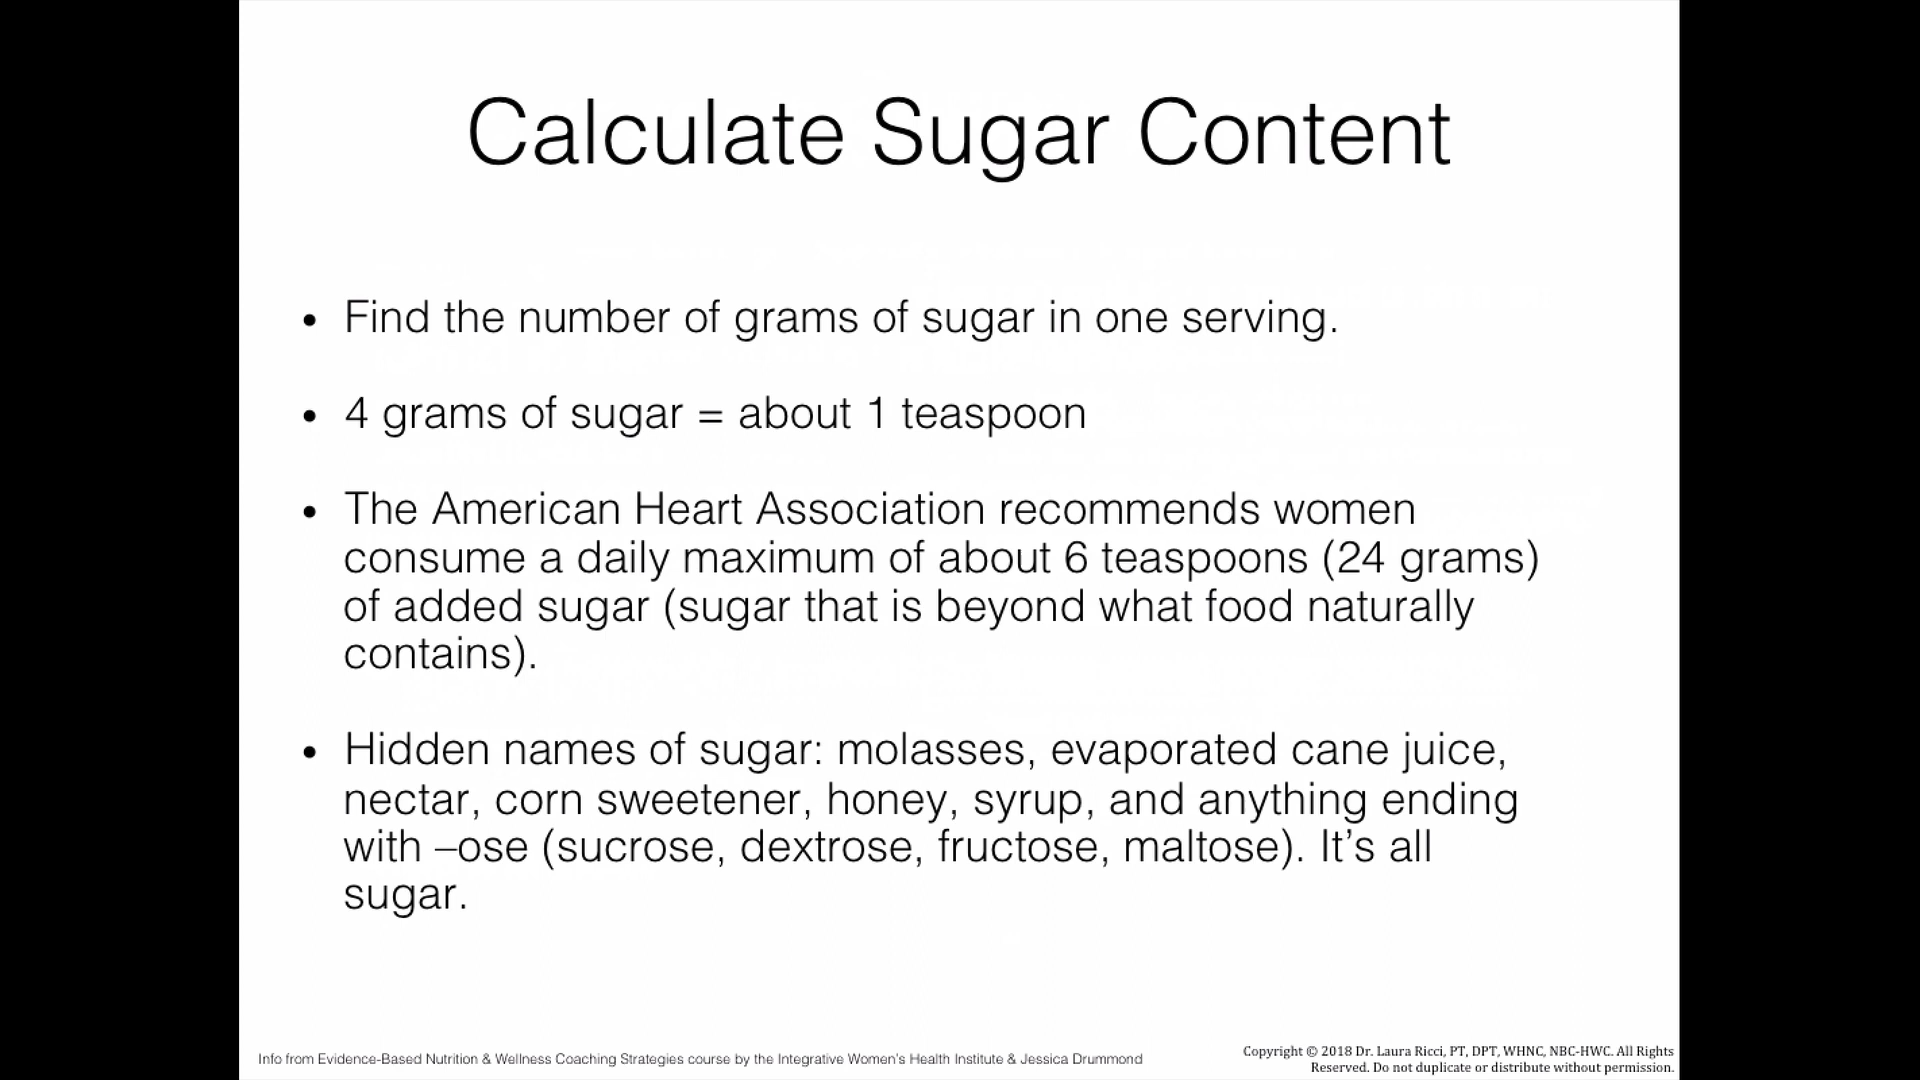 Calculate Sugar Content
• Find the number of grams of sugar in one serving.
• 4 grams of sugar = about 1 teaspoon
• The American Heart Association recommends women
consume a daily maximum of about 6 teaspoons (24 grams)
of added sugar (sugar that is beyond what food naturally
contains).
• Hidden names of sugar: molasses, evaporated cane juice,
nectar, corn sweetener, honey, syrup, and anything ending
with –ose (sucrose, dextrose, fructose, maltose). It’s all
sugar.
Info from Evidence-Based Nutrition & Wellness Coaching Strategies course by the Integrative Women's Health Institute & Jessica Drummond
Copyright © 2018 Dr. Laura Ricci, PT, DPT, WHNC, NBC-HWC. All Rights
Reserved. Do not duplicate or distribute without permission.